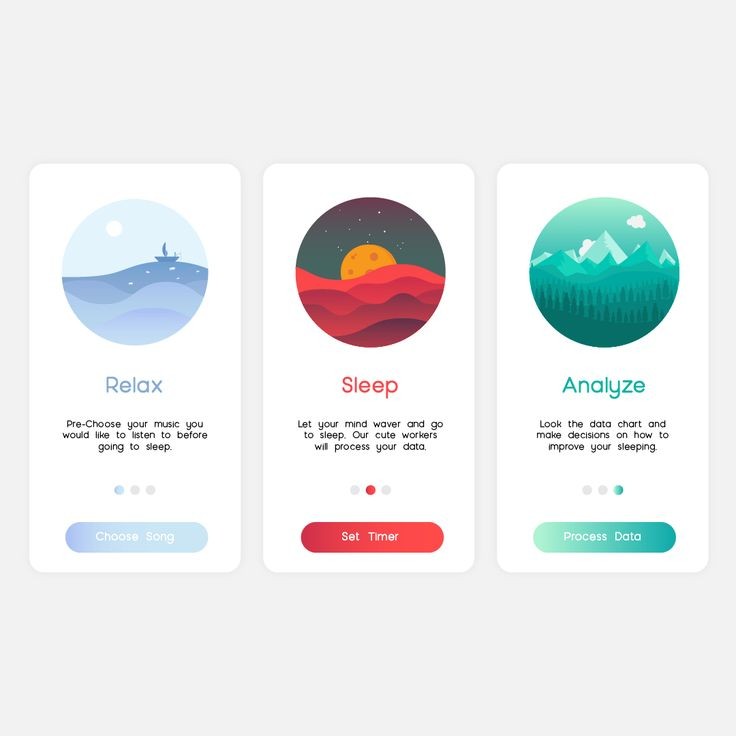 Relax
Pre-Choose your music you
would like to listen to before
going to sleep.
Choose Song
Sleep
Let your mind waver and go
to sleep. Our cute workers
will process your data.
Set Timer
Analyze
Look the data chart and
make decisions on how to
improve your sleeping.
Process Data